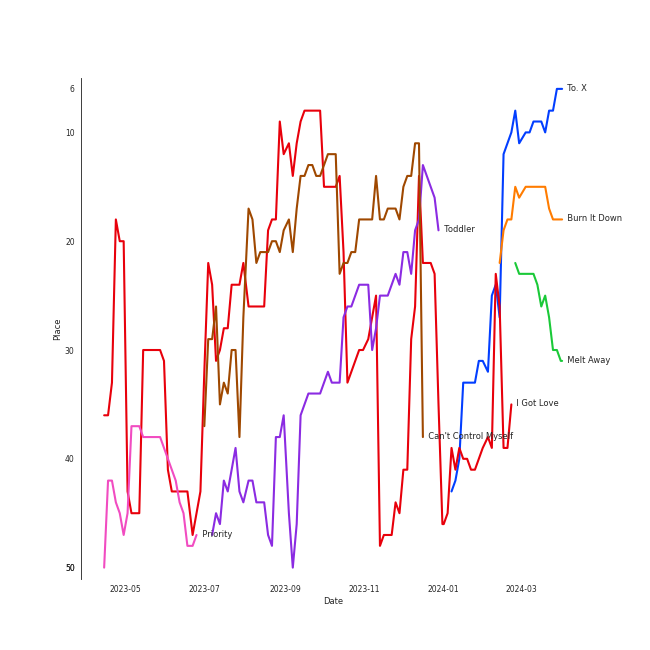 6
10
20
30
40
50
Place
To. X
Burn It Down
Toddler
Melt Away
I Got Love
Can't Control Myself
Priority
2023-05
2023-07
2023-09
2023-11
2024-01
2024-03
Date